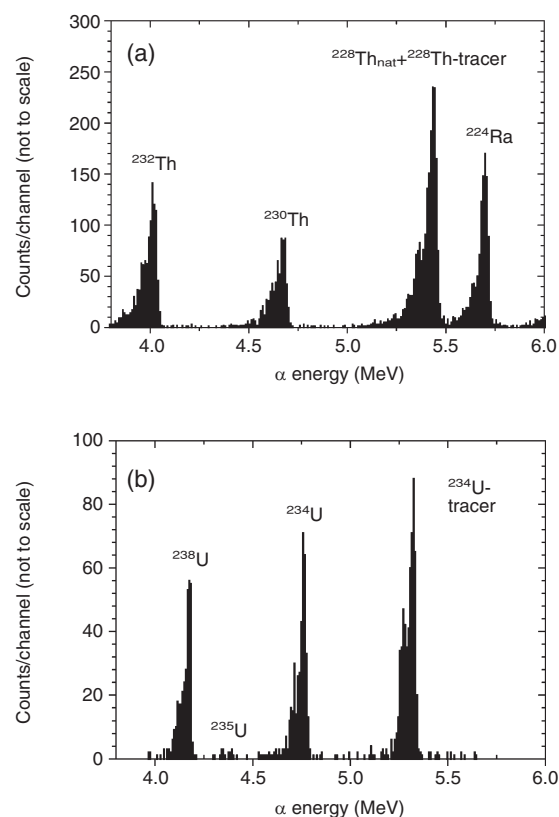 (a)
²²⁸Thₙₐₜ+²²⁸Th-tracer
²³²Th
²³⁰Th
²²⁴Ra
Counts/channel (not to scale)
300
250
200
150
100
50
0
4.0 4.5 5.0 5.5 6.0
α energy (MeV)
(b)
²³⁴U-
tracer
²³⁴U
²³⁸U
²³⁵U
Counts/channel (not to scale)
100
80
60
40
20
0
4.0 4.5 5.0 5.5 6.0
α energy (MeV)